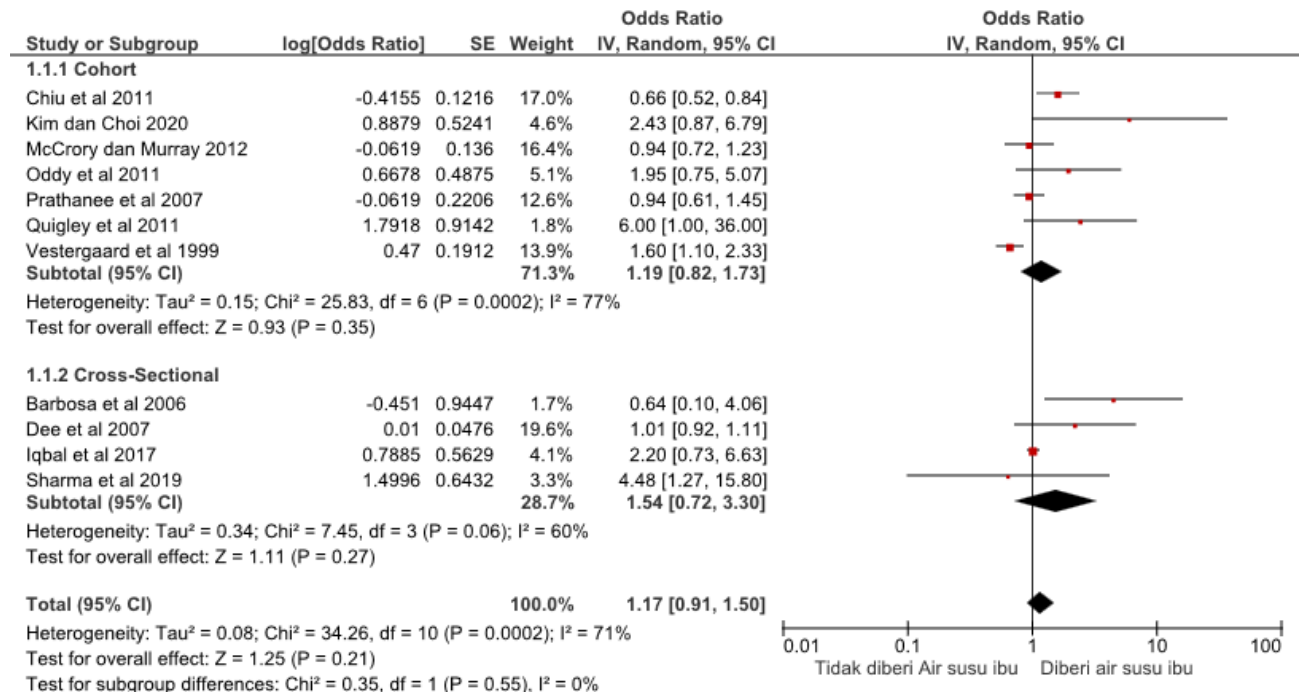 Odds Ratio Odds Ratio
Study or Subgroup log[Odds Ratio] SE Weight IV, Random, 95% CI IV, Random, 95% CI
1.1.1 Cohort
Chiu et al 2011 -0.4155 0.1216 17.0% 0.66 [0.52, 0.84]
Kim dan Choi 2020 0.8879 0.5241 4.6% 2.43 [0.87, 6.79]
McCrory dan Murray 2012 -0.0619 0.136 16.4% 0.94 [0.72, 1.23]
Oddy et al 2011 0.6678 0.4875 5.1% 1.95 [0.75, 5.07]
Prathanee et al 2007 -0.0619 0.2206 12.6% 0.94 [0.61, 1.45]
Quigley et al 2011 1.7918 0.9142 1.8% 6.00 [1.00, 36.00]
Vestergaard et al 1999 0.47 0.1912 13.9% 1.60 [1.10, 2.33]
Subtotal (95% CI) 71.3% 1.19 [0.82, 1.73]
Heterogeneity: Tau² = 0.15; Chi² = 25.83, df = 6 (P = 0.0002); I² = 77%
Test for overall effect: Z = 0.93 (P = 0.35)
1.1.2 Cross-Sectional
Barbosa et al 2006 -0.451 0.9447 1.7% 0.64 [0.10, 4.06]
Dee et al 2007 0.01 0.0476 19.6% 1.01 [0.92, 1.11]
Iqbal et al 2017 0.7885 0.5629 4.1% 2.20 [0.73, 6.63]
Sharma et al 2019 1.4996 0.6432 3.3% 4.48 [1.27, 15.80]
Subtotal (95% CI) 28.7% 1.54 [0.72, 3.30]
Heterogeneity: Tau² = 0.34; Chi² = 7.45, df = 3 (P = 0.06); I² = 60%
Test for overall effect: Z = 1.11 (P = 0.27)
Total (95% CI) 100.0% 1.17 [0.91, 1.50]
Heterogeneity: Tau² = 0.08; Chi² = 34.26, df = 10 (P = 0.0002); I² = 71%
Test for overall effect: Z = 1.25 (P = 0.21)
Test for subgroup differences: Chi² = 0.35, df = 1 (P = 0.55), I² = 0%
0.01 0.1 1 10 100
Tidak diberi Air susu ibu Diberi air susu ibu